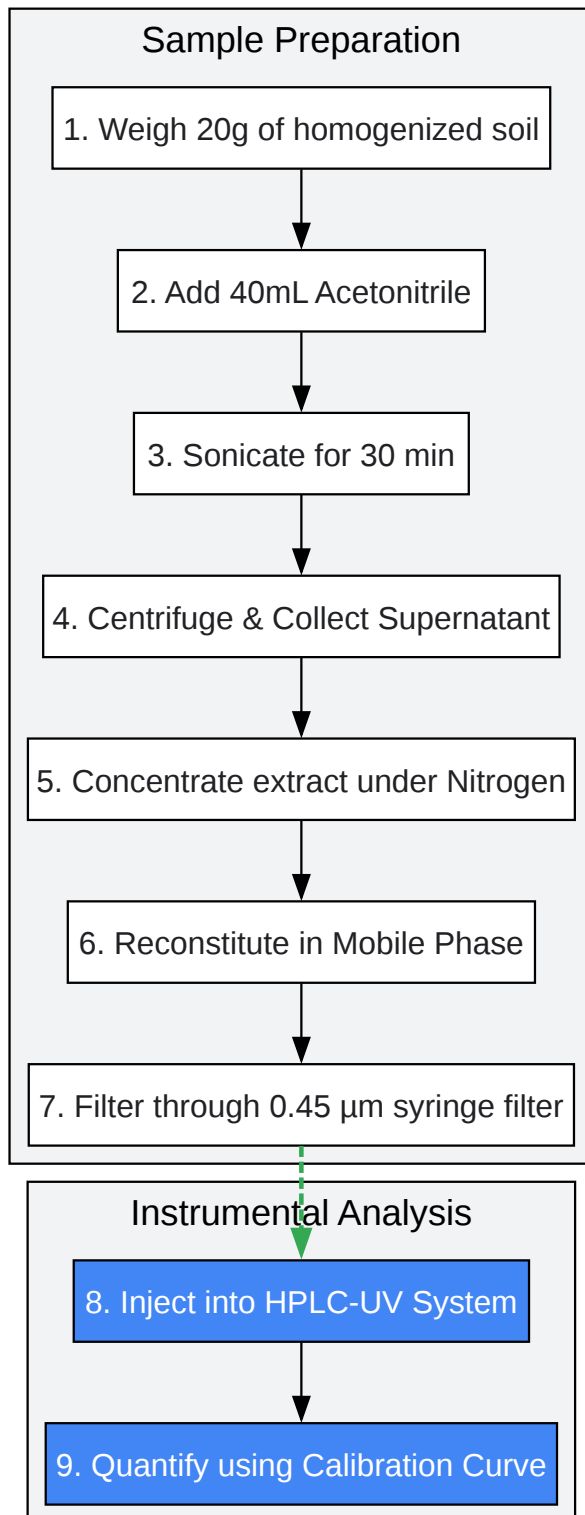 Sample Preparation
1. Weigh 20g of homogenized soil
2. Add 40mL Acetonitrile
3. Sonicate for 30 min
4. Centrifuge & Collect Supernatant
5. Concentrate extract under Nitrogen
6. Reconstitute in Mobile Phase
7. Filter through 0.45 µm syringe filter
Instrumental Analysis
8. Inject into HPLC-UV System
9. Quantify using Calibration Curve